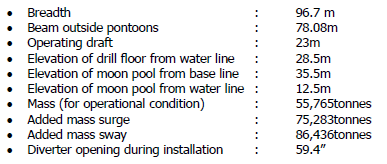 • Breadth : 96.7 m
• Beam outside pontoons : 78.08m
• Operating draft : 23m
• Elevation of drill floor from water line : 28.5m
• Elevation of moon pool from base line : 35.5m
• Elevation of moon pool from water line : 12.5m
• Mass (for operational condition) : 55,765tonnes
• Added mass surge : 75,283tonnes
• Added mass sway : 86,436tonnes
• Diverter opening during installation : 59.4”